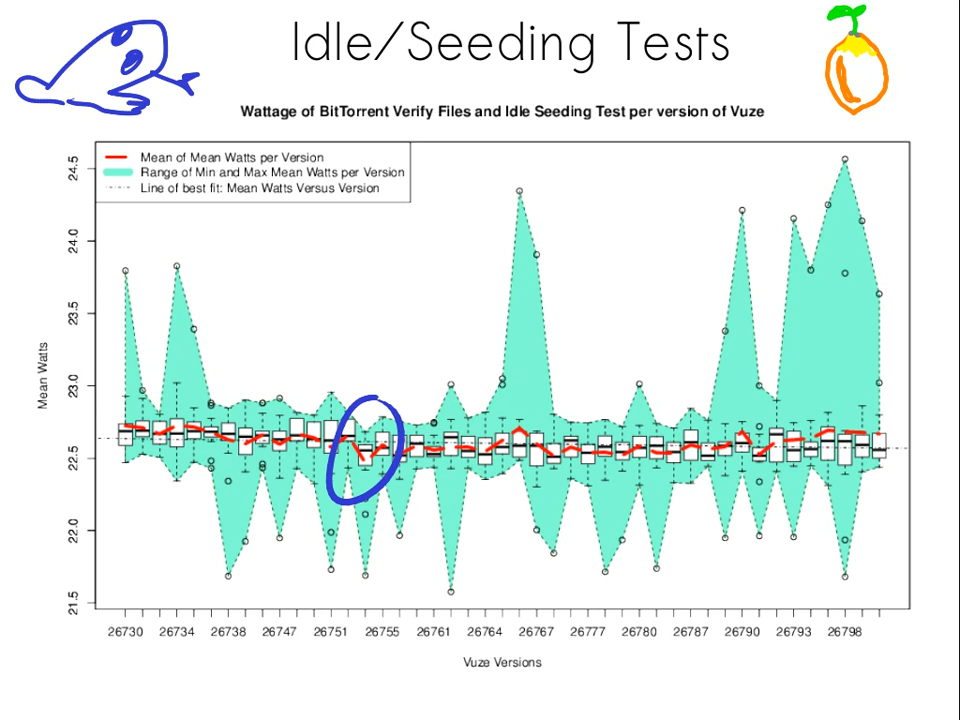 Idle/Seeding Tests
Wattage of BitTorrent Verify Files and Idle Seeding Test per version of Vuze
Mean of Mean Watts per Version
Range of Min and Max Mean Watts per Version
Line of best fit: Mean Watts Versus Version
24.5
24.0
23.5
23.0
22.5
22.0
21.5
Mean Watts
26730 26734 26738 26747 26751 26755 26761 26764 26767 26777 26780 26787 26790 26793 26798
Vuze Versions